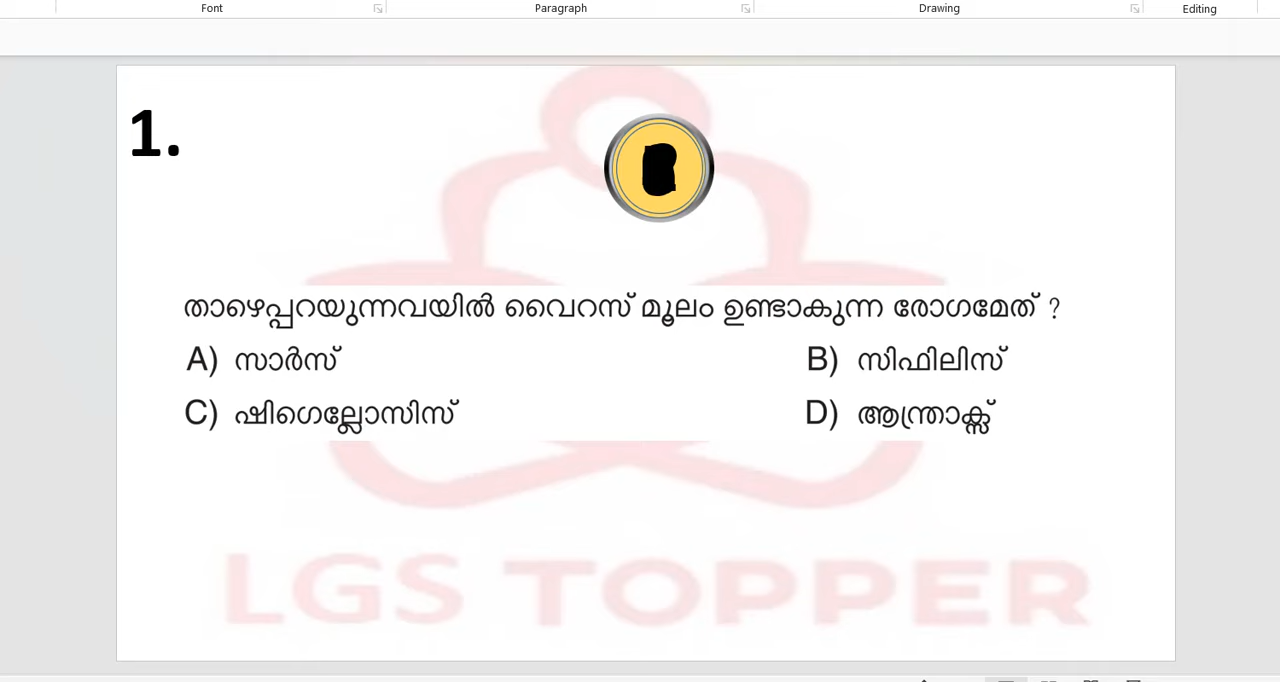 Font Paragraph Drawing Editing
1.
താഴെപ്പറയുന്നവയിൽ വൈറസ് മൂലം ഉണ്ടാകുന്ന രോഗമേത് ?
A) സാർസ് B) സിഫിലിസ്
C) ഷിഗെല്ലോസിസ് D) ആന്ത്രാക്സ്
LGS TOPPER